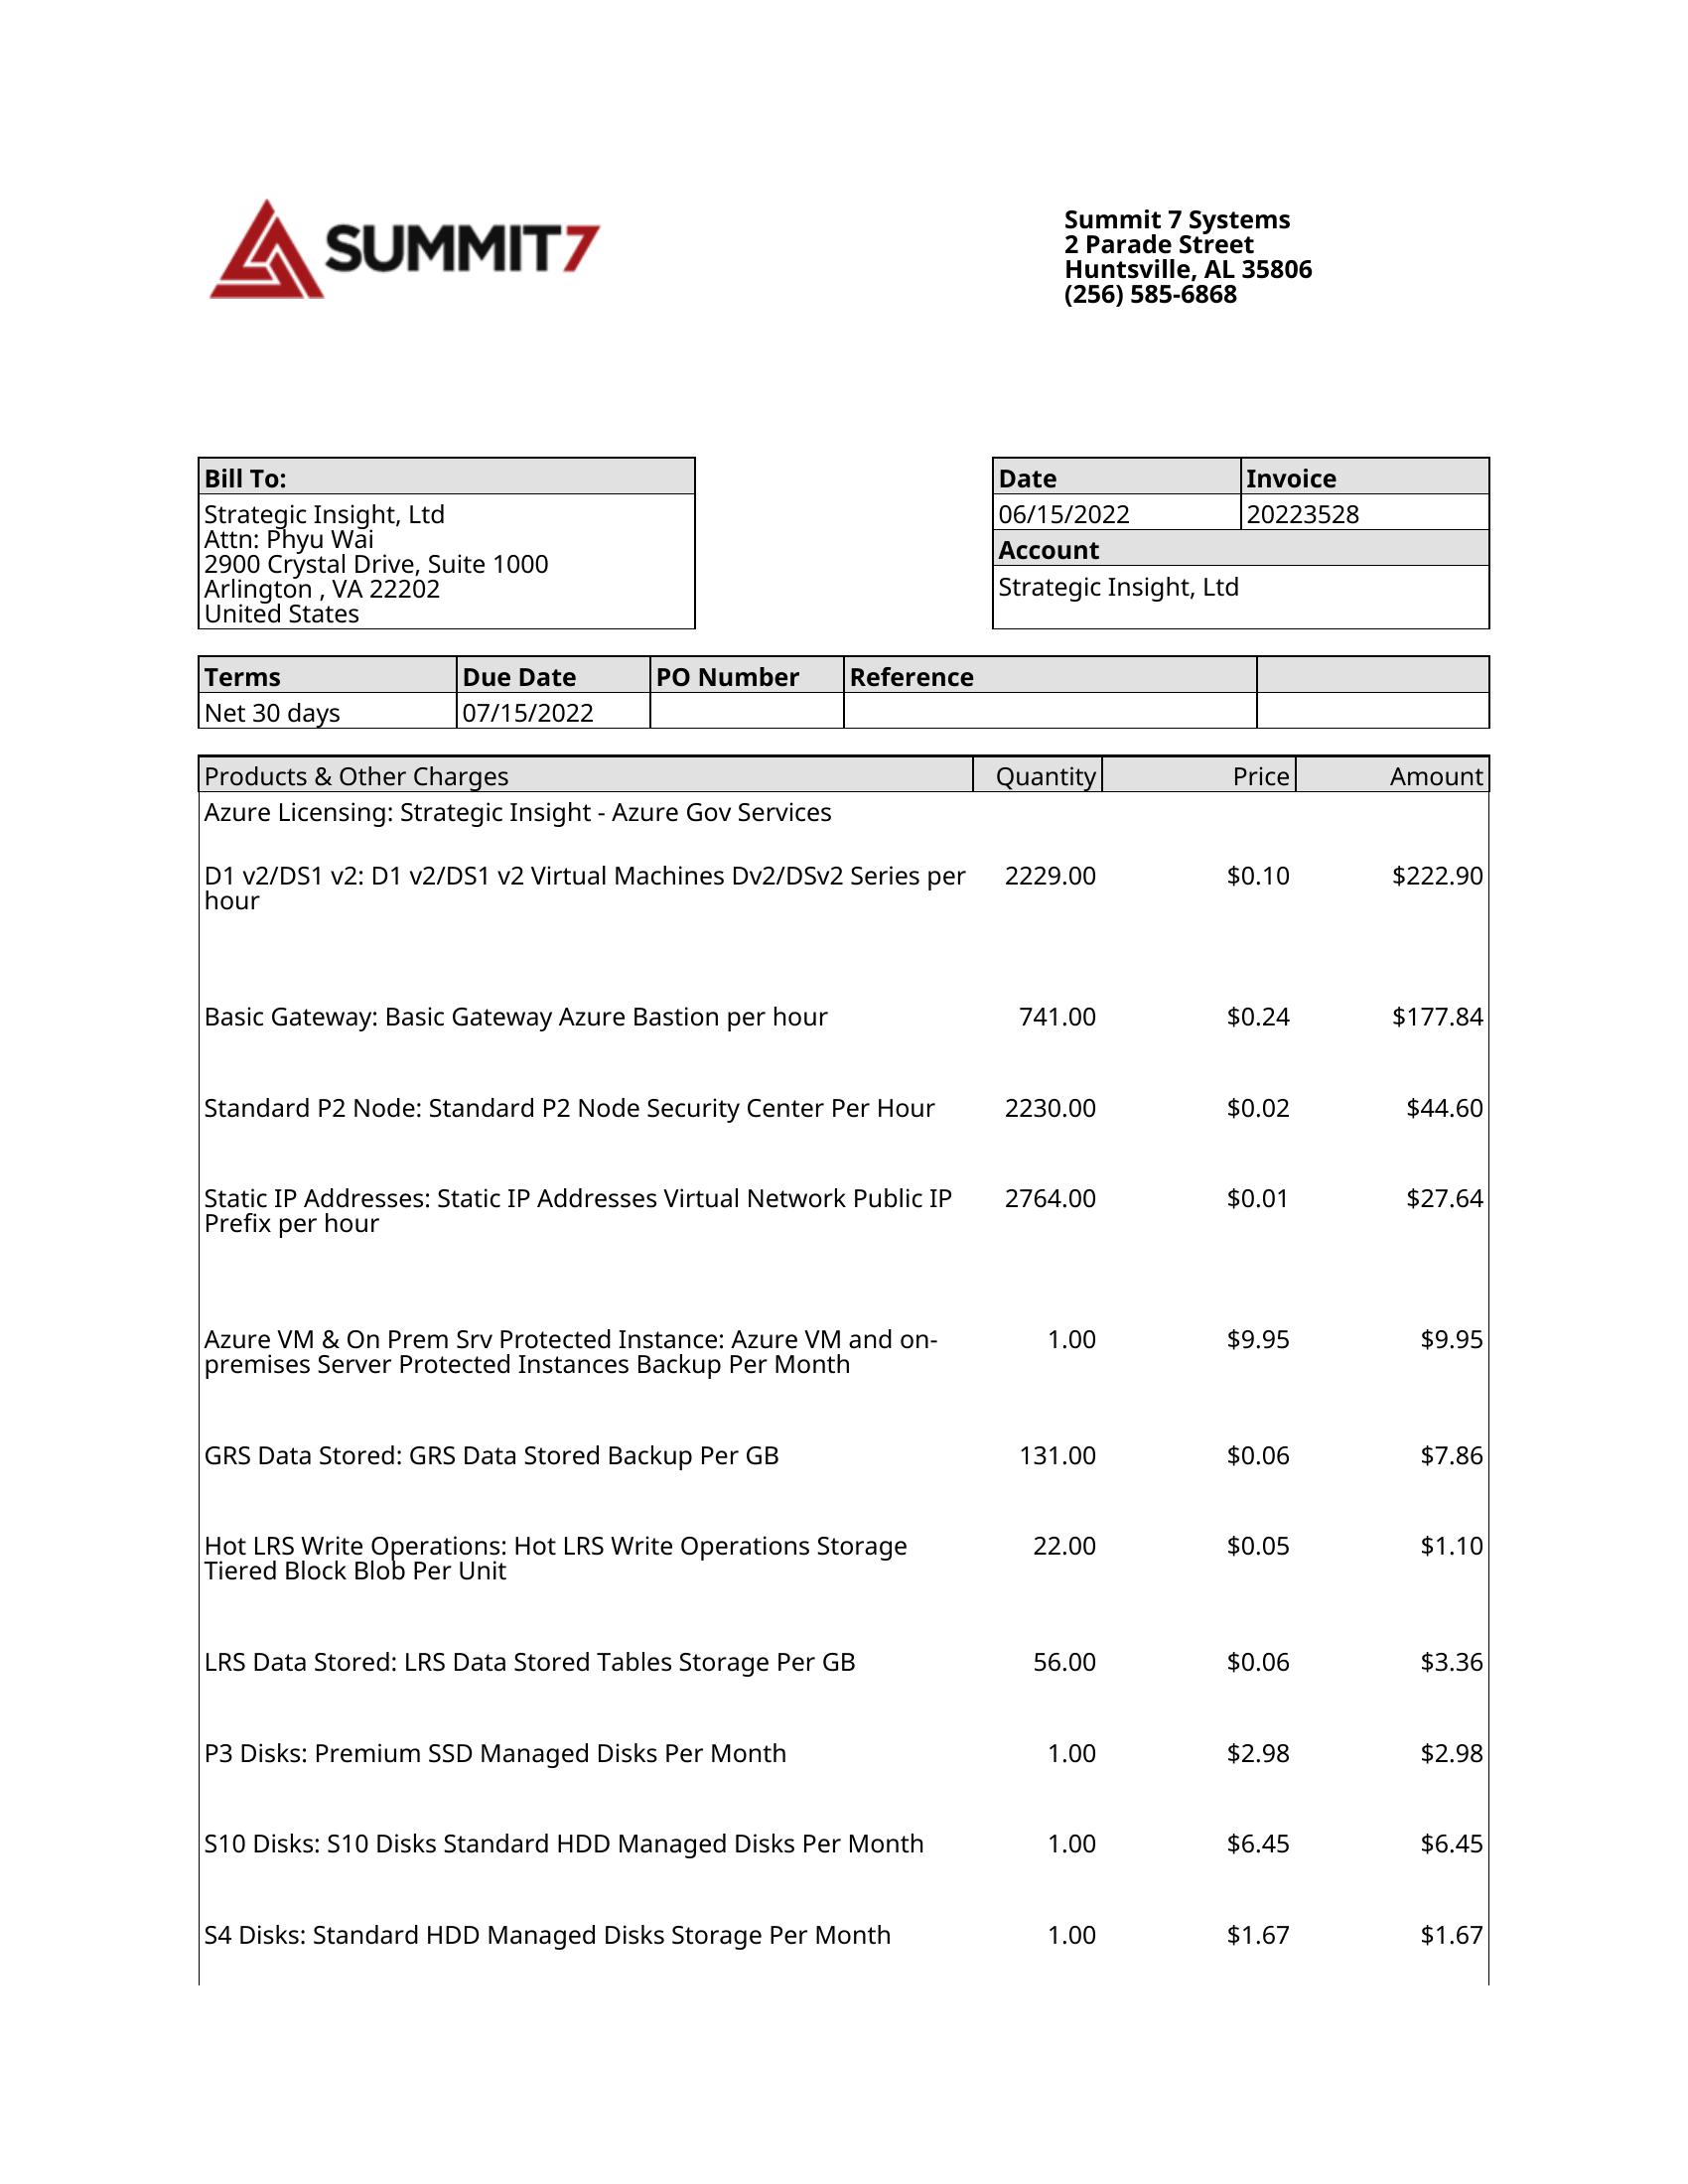 SUMMIT7
Summit 7 Systems
2 Parade Street
Huntsville, AL 35806
(256) 585-6868
Bill To:
Strategic Insight, Ltd
Attn: Phyu Wai
2900 Crystal Drive, Suite 1000
Arlington , VA 22202
United States
Date Invoice
06/15/2022 20223528
Account
Strategic Insight, Ltd
Terms Due Date PO Number Reference
Net 30 days 07/15/2022
Products & Other Charges Quantity Price Amount
Azure Licensing: Strategic Insight - Azure Gov Services
D1 v2/DS1 v2: D1 v2/DS1 v2 Virtual Machines Dv2/DSv2 Series per 2229.00 $0.10 $222.90
hour
Basic Gateway: Basic Gateway Azure Bastion per hour 741.00 $0.24 $177.84
Standard P2 Node: Standard P2 Node Security Center Per Hour 2230.00 $0.02 $44.60
Static IP Addresses: Static IP Addresses Virtual Network Public IP 2764.00 $0.01 $27.64
Prefix per hour
Azure VM & On Prem Srv Protected Instance: Azure VM and on- 1.00 $9.95 $9.95
premises Server Protected Instances Backup Per Month
GRS Data Stored: GRS Data Stored Backup Per GB 131.00 $0.06 $7.86
Hot LRS Write Operations: Hot LRS Write Operations Storage 22.00 $0.05 $1.10
Tiered Block Blob Per Unit
LRS Data Stored: LRS Data Stored Tables Storage Per GB 56.00 $0.06 $3.36
P3 Disks: Premium SSD Managed Disks Per Month 1.00 $2.98 $2.98
S10 Disks: S10 Disks Standard HDD Managed Disks Per Month 1.00 $6.45 $6.45
S4 Disks: Standard HDD Managed Disks Storage Per Month 1.00 $1.67 $1.67